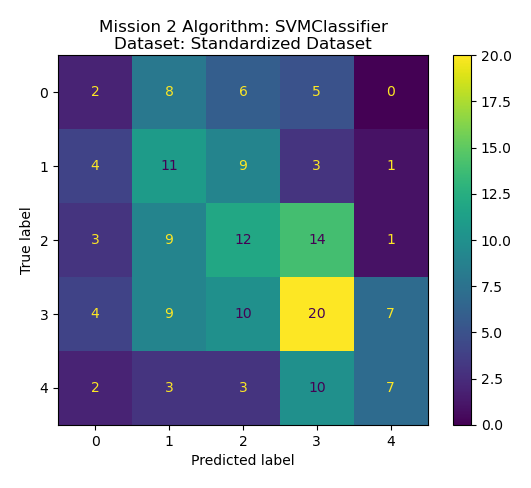 Mission 2 Algorithm: SVMClassifier
Dataset: Standardized Dataset
0 2 8 6 5 0
1 4 11 9 3 1
2 3 9 12 14 1
3 4 9 10 20 7
4 2 3 3 10 7
0 1 2 3 4
Predicted label
True label
20.0
17.5
15.0
12.5
10.0
7.5
5.0
2.5
0.0